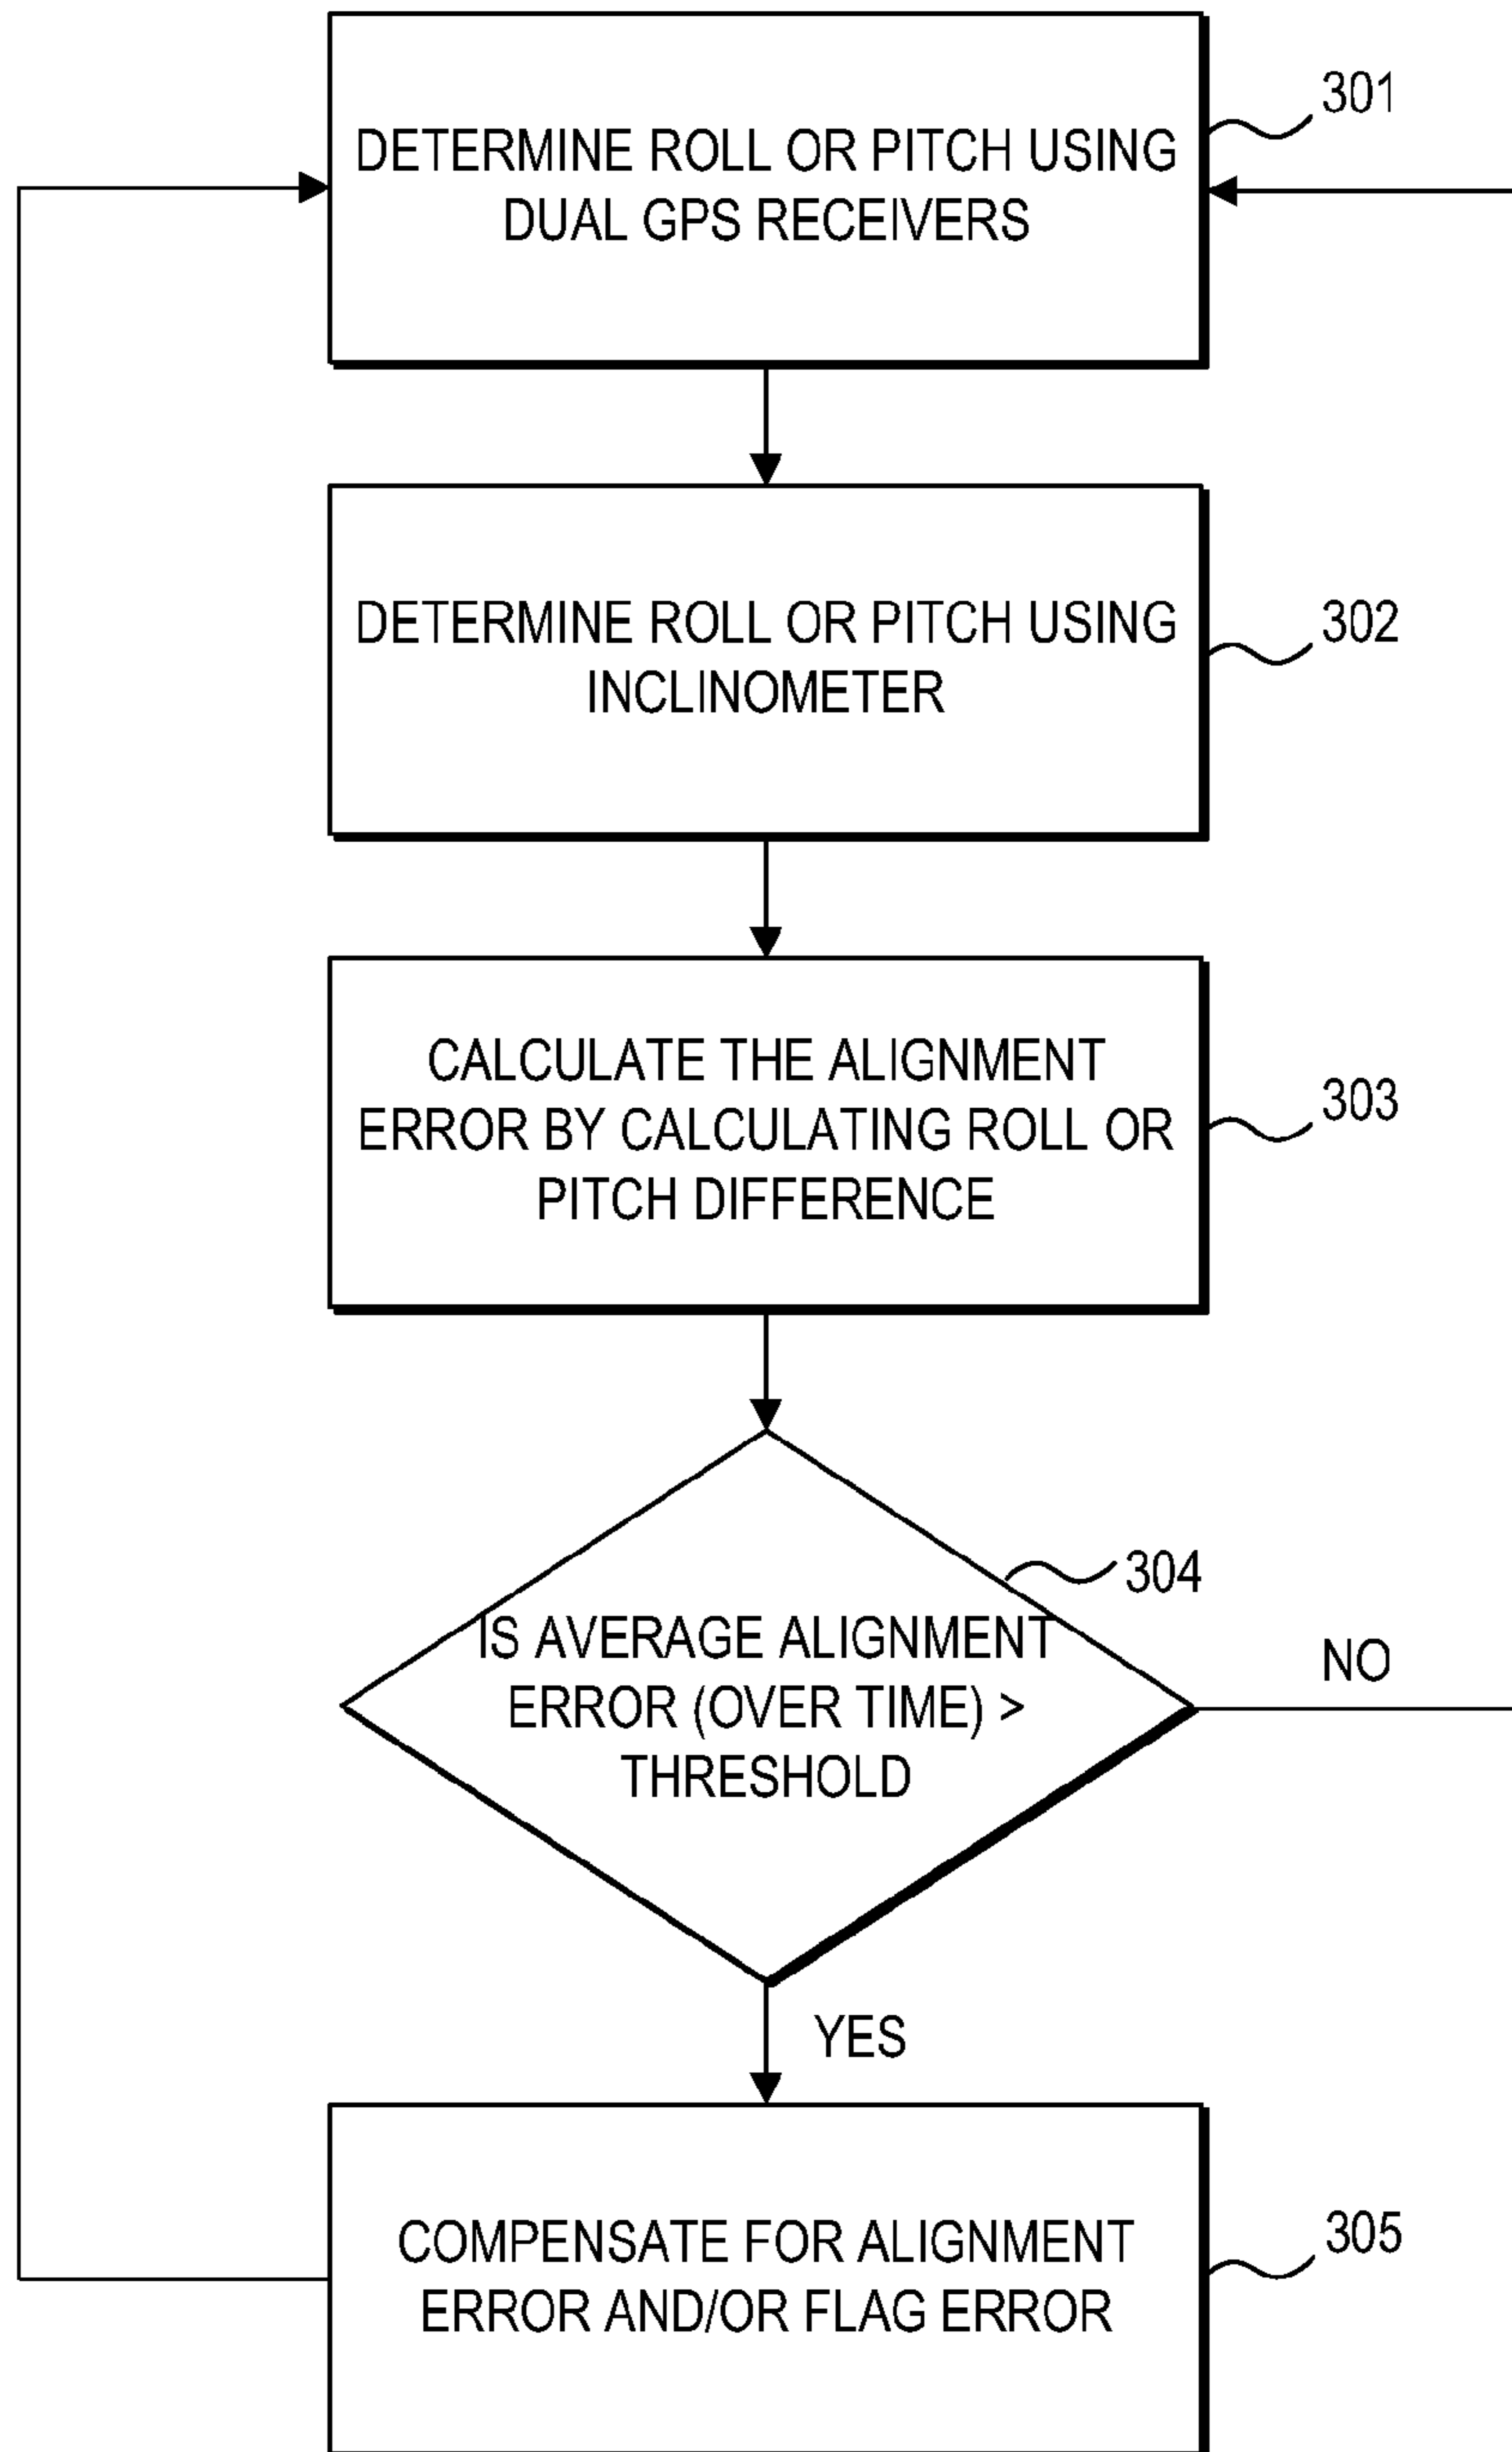 301
DETERMINE ROLL OR PITCH USING
DUAL GPS RECEIVERS
302
DETERMINE ROLL OR PITCH USING
INCLINOMETER
CALCULATE THE ALIGNMENT
ERROR BY CALCULATING ROLL OR
PITCH DIFFERENCE
303
304
IS AVERAGE ALIGNMENT
ERROR (OVER TIME) >
THRESHOLD
NO
YES
COMPENSATE FOR ALIGNMENT
ERROR AND/OR FLAG ERROR
305